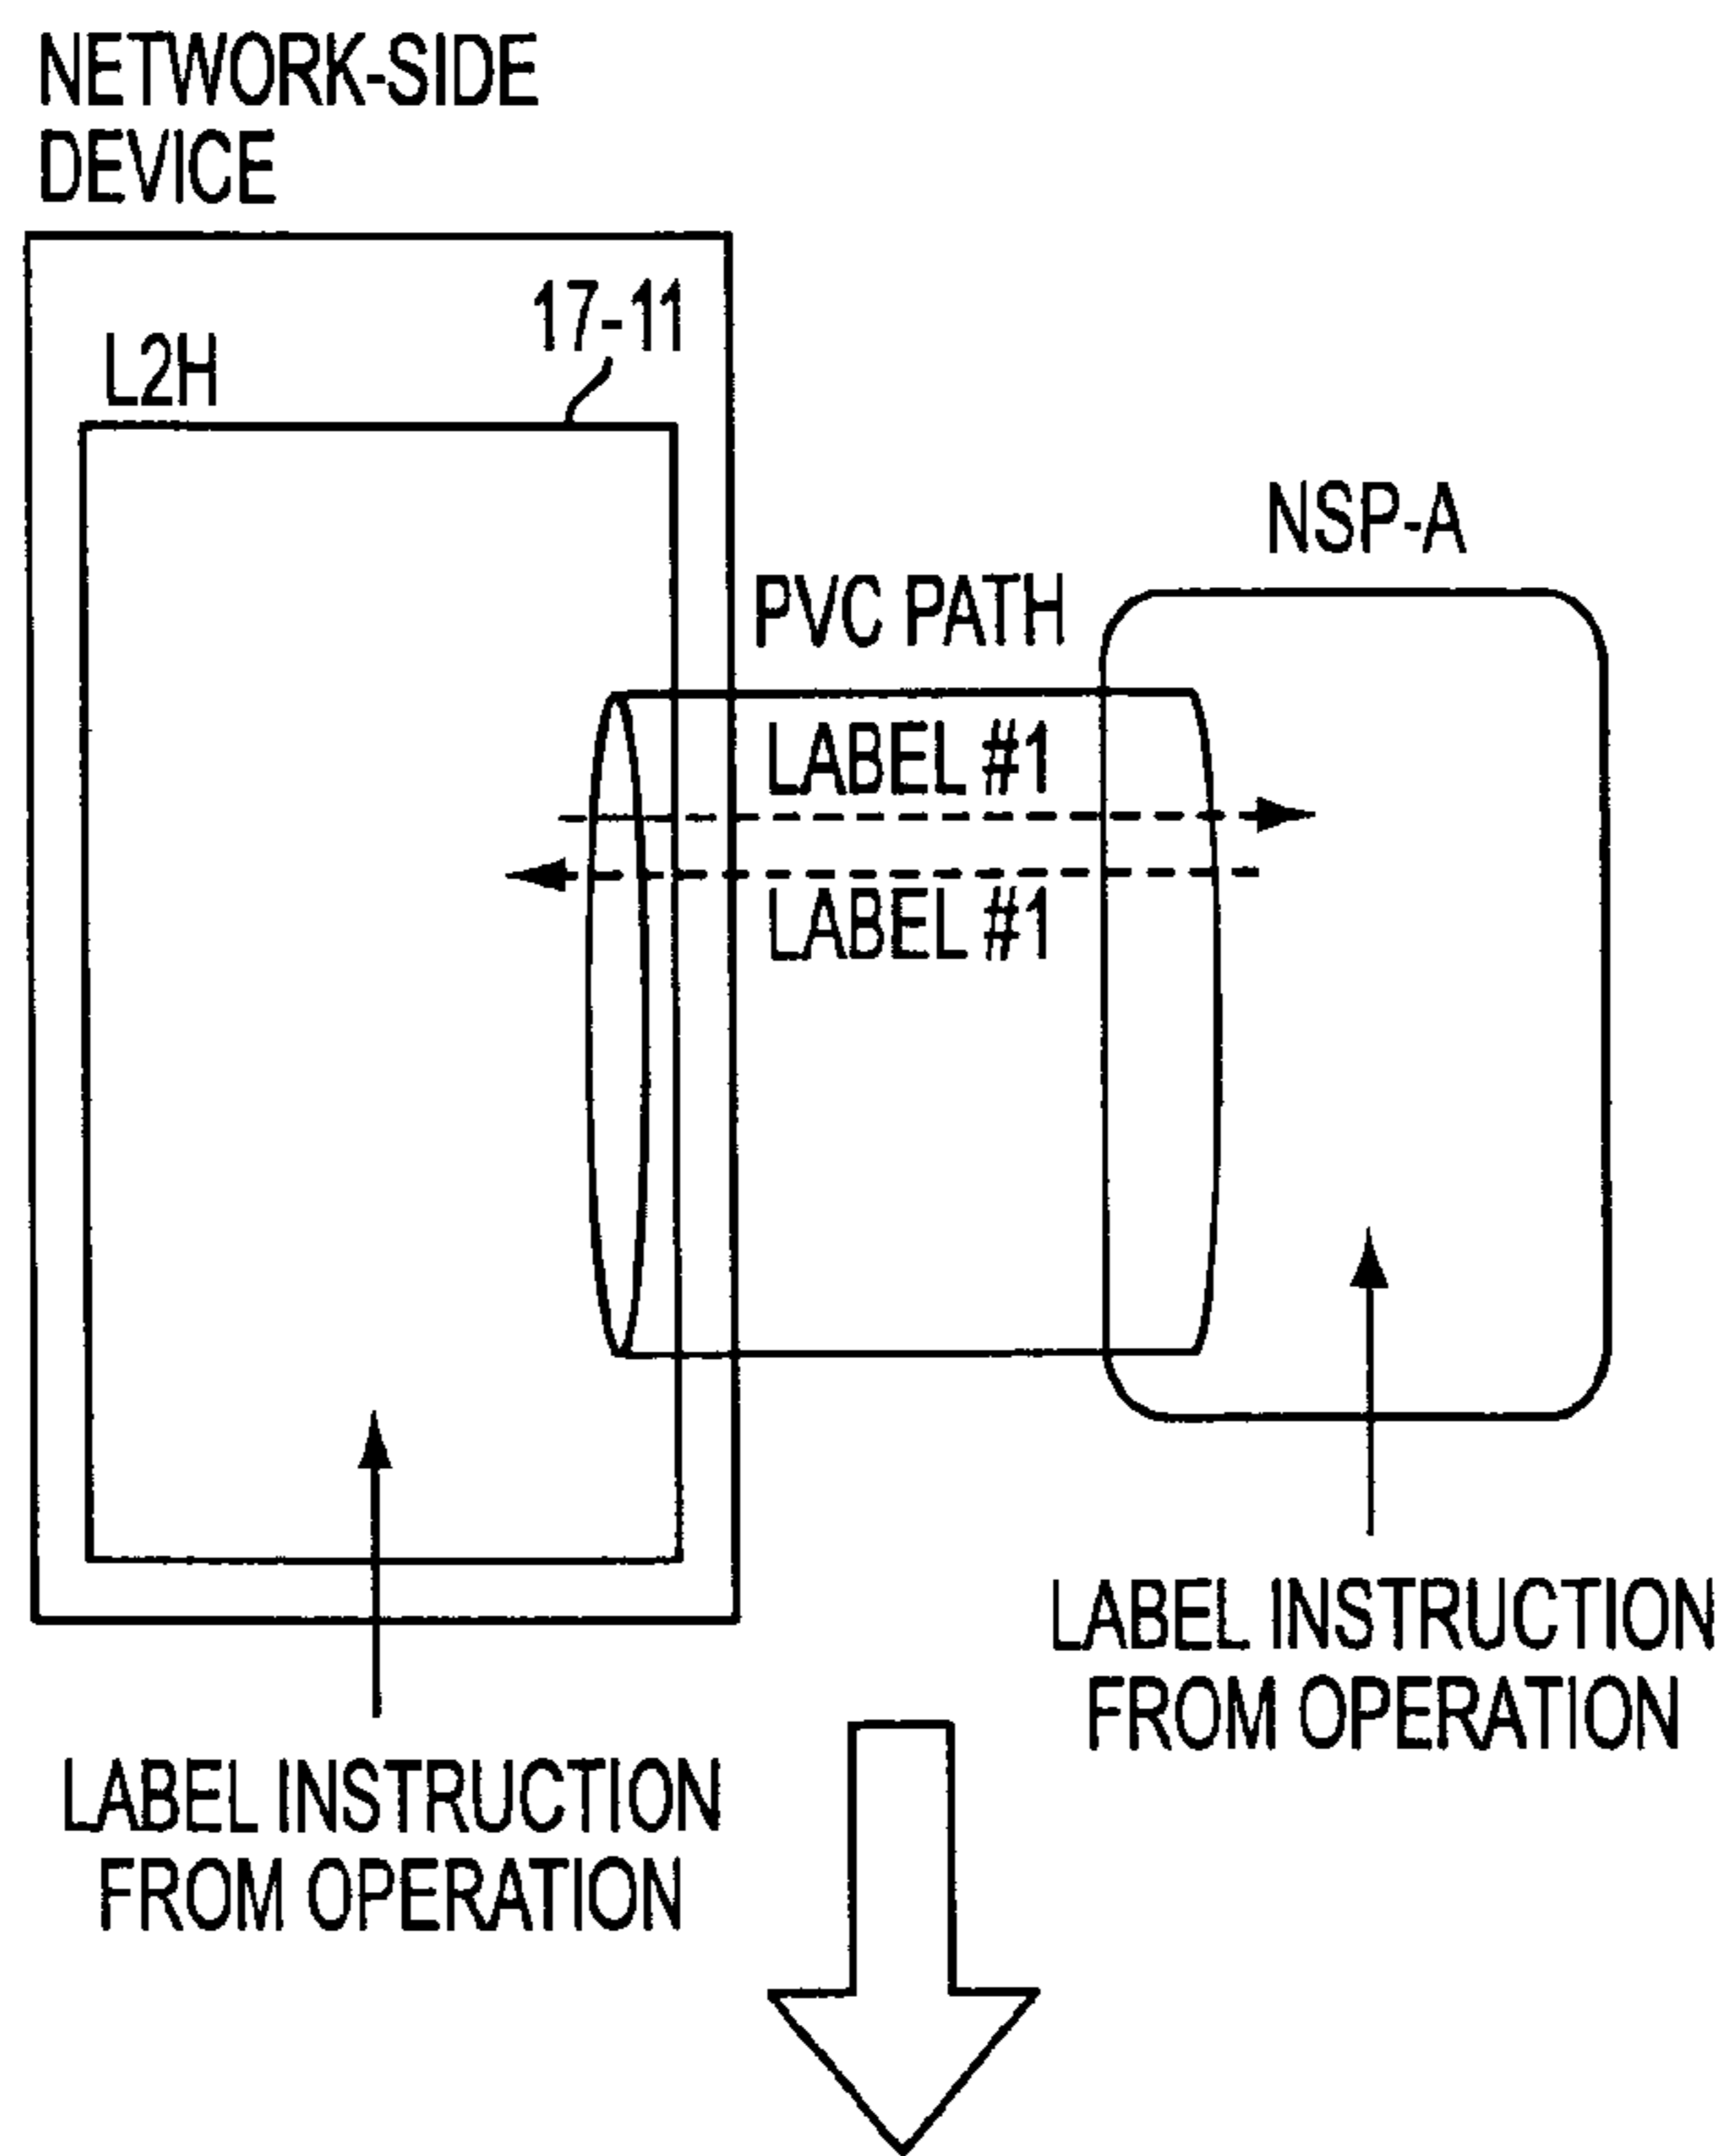 NETWORK-SIDE
DEVICE
17-11
L2H
NSP-A
PVC PATH
LABEL #1
LABEL #1
LABEL INSTRUCTION
FROM OPERATION
LABEL INSTRUCTION
FROM OPERATION